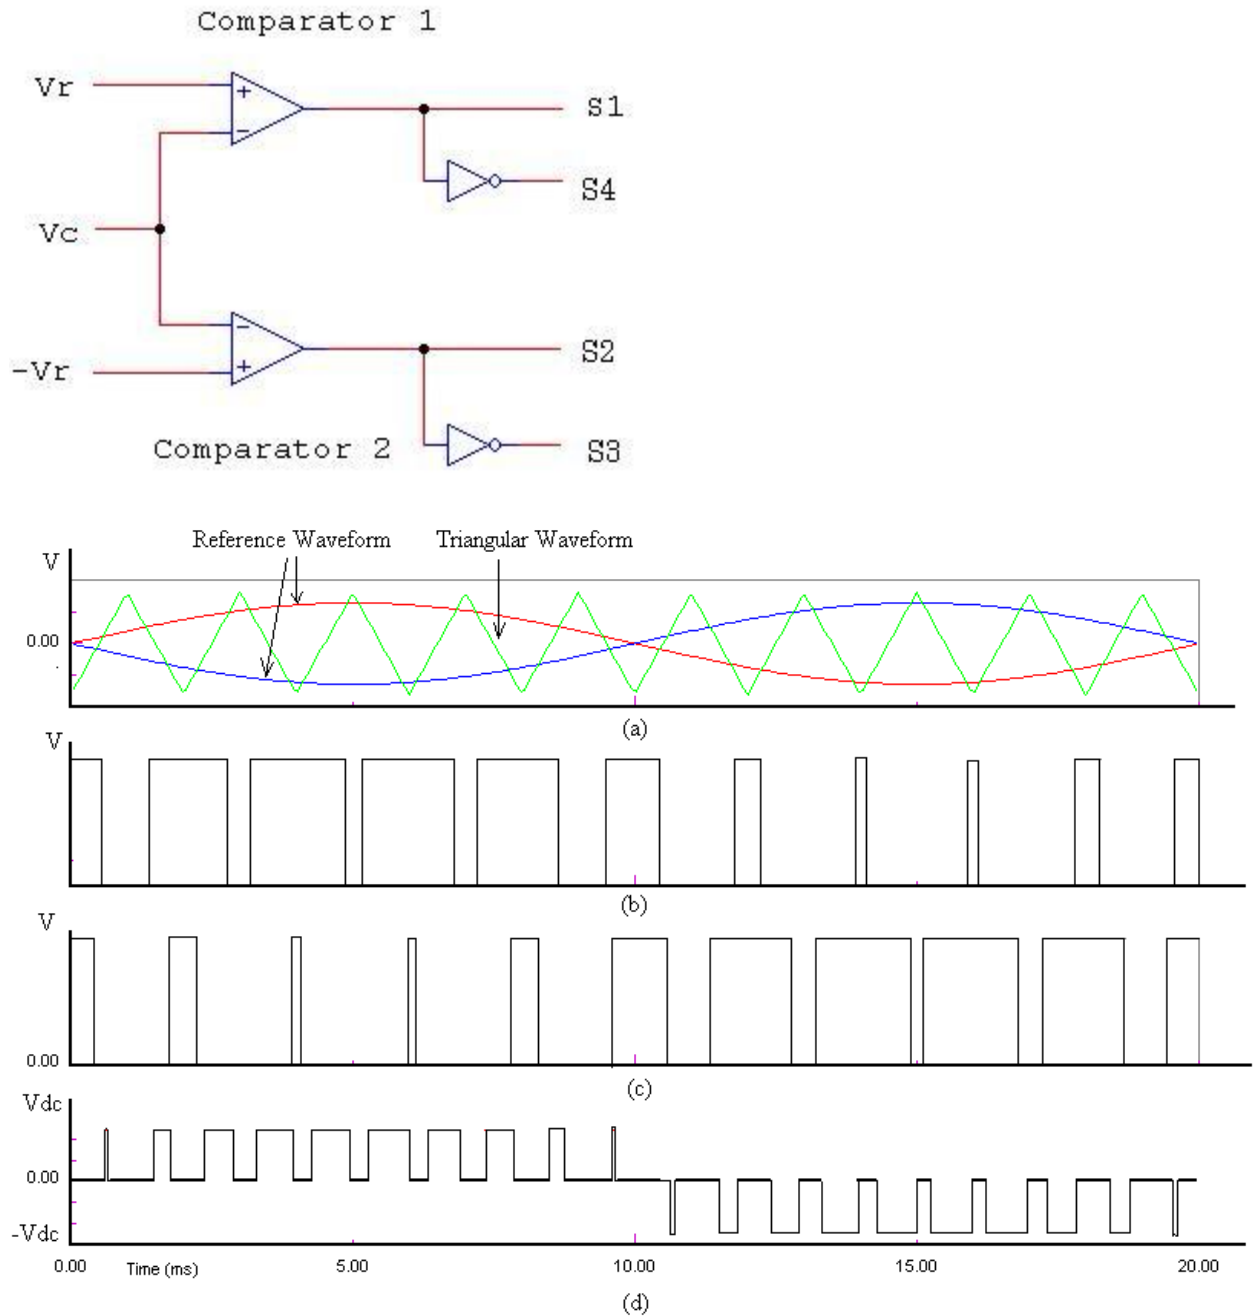 Comparator 1
Vr
+
−
S1
S4
Vc
−
+
S2
-Vr
Comparator 2
S3
Reference Waveform
Triangular Waveform
V
0.00
(a)
V
(b)
V
0.00
(c)
Vdc
0.00
-Vdc
0.00 Time (ms) 5.00 10.00 15.00 20.00
(d)